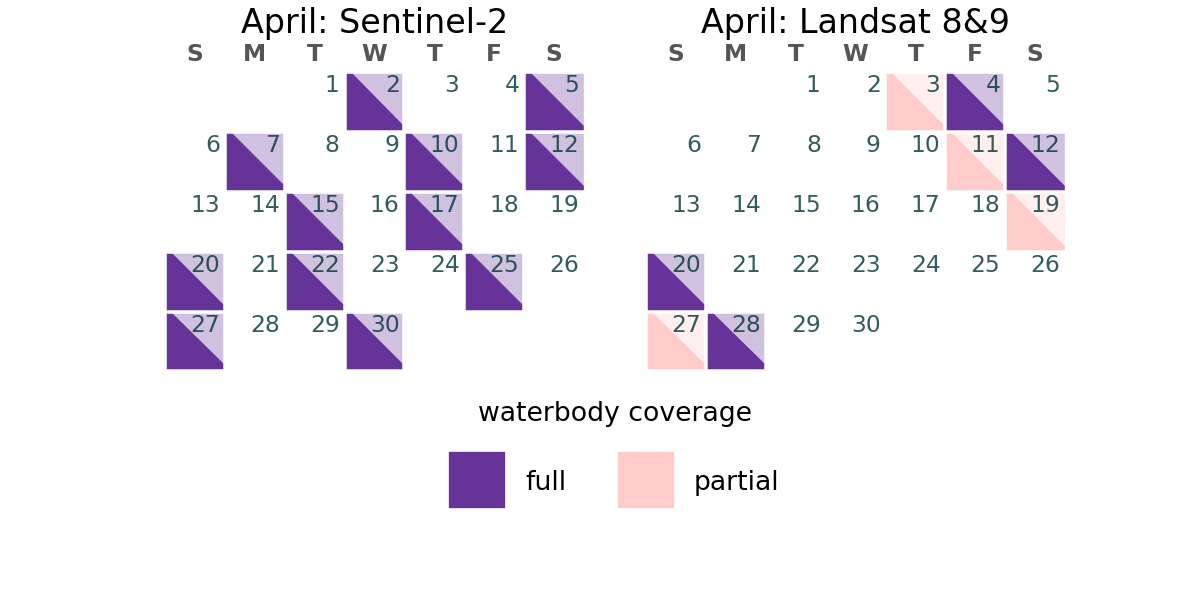 April: Sentinel-2
S M T W T F S
1 2 3 4 5
6 7 8 9 10 11 12
13 14 15 16 17 18 19
20 21 22 23 24 25 26
27 28 29 30
April: Landsat 8&9
S M T W T F S
1 2 3 4 5
6 7 8 9 10 11 12
13 14 15 16 17 18 19
20 21 22 23 24 25 26
27 28 29 30
waterbody coverage
full
partial